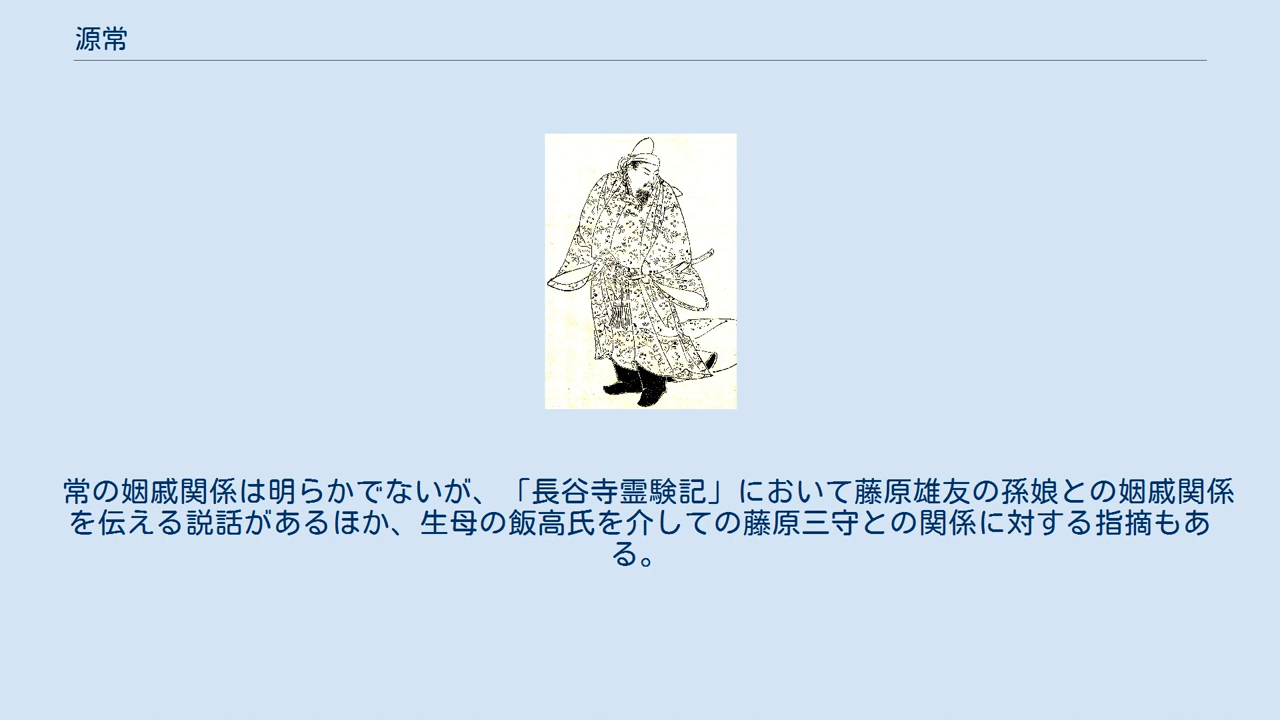 源常
常の姻戚関係は明らかでないが、「長谷寺霊験記」において藤原雄友の孫娘との姻戚関係
を伝える説話があるほか、生母の飯高氏を介しての藤原三守との関係に対する指摘もあ
る。